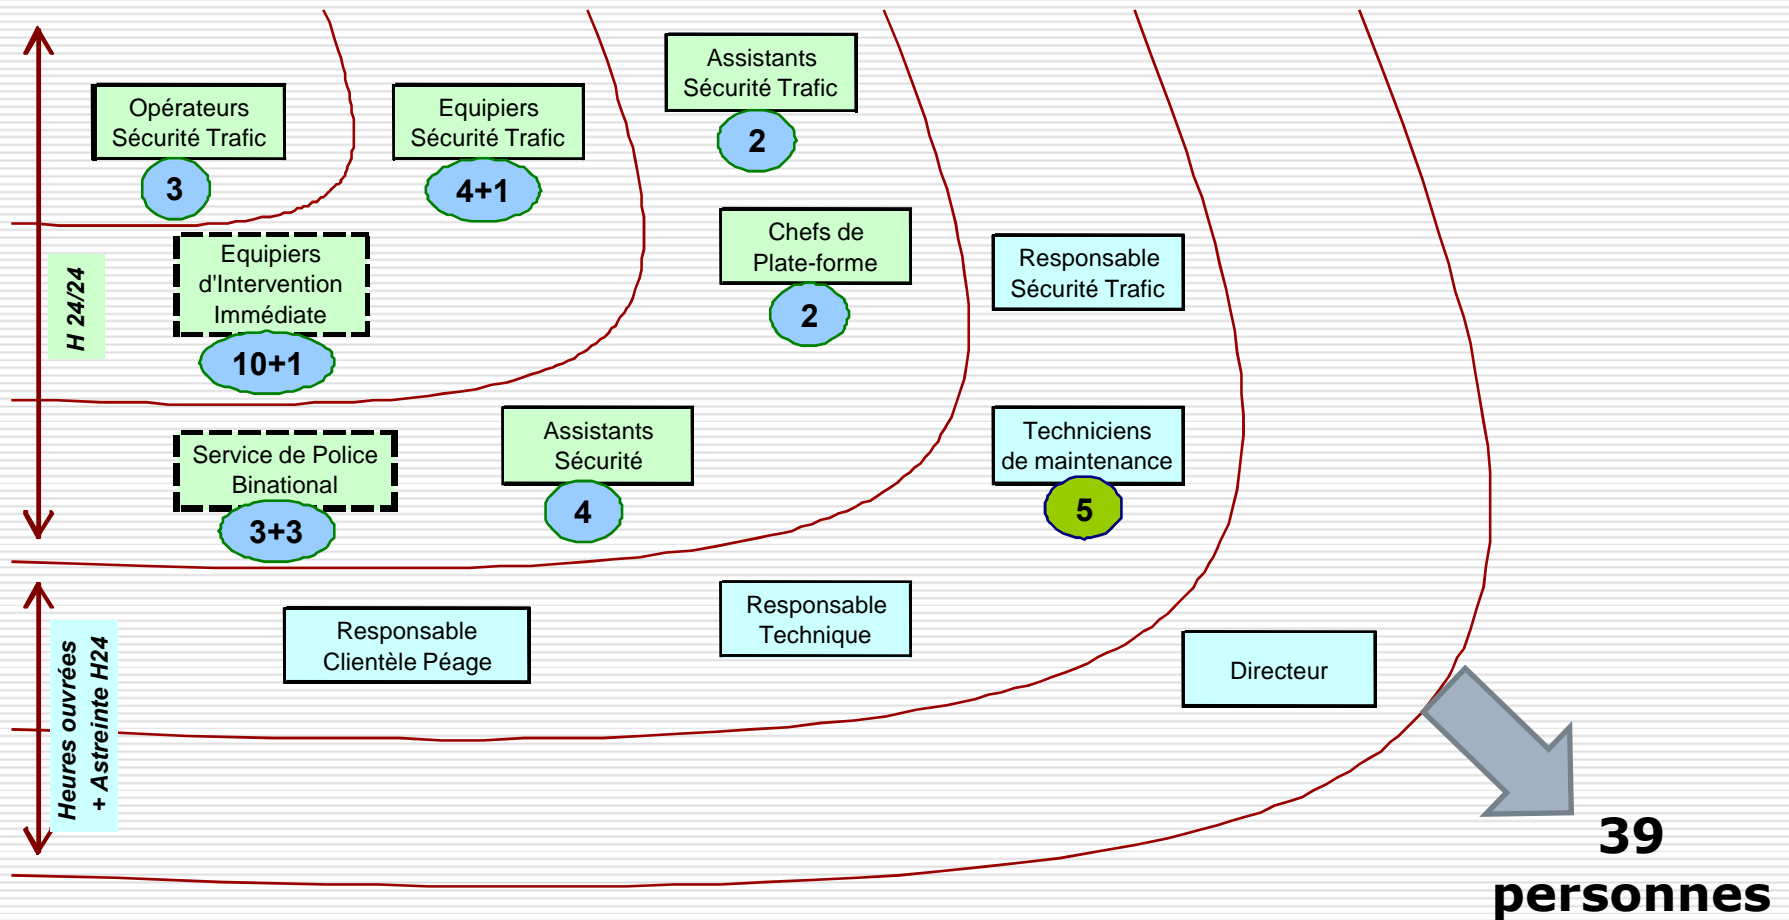 Opérateurs
Sécurité Trafic
3
Equipiers
Sécurité Trafic
4+1
Assistants
Sécurité Trafic
2
H 24/24
Equipiers
d'Intervention
Immédiate
10+1
Chefs de
Plate-forme
2
Responsable
Sécurité Trafic
Service de Police
Binational
3+3
Assistants
Sécurité
4
Techniciens
de maintenance
5
Heures ouvrées
+ Astreinte H24
Responsable
Clientèle Péage
Responsable
Technique
Directeur
39
personnes